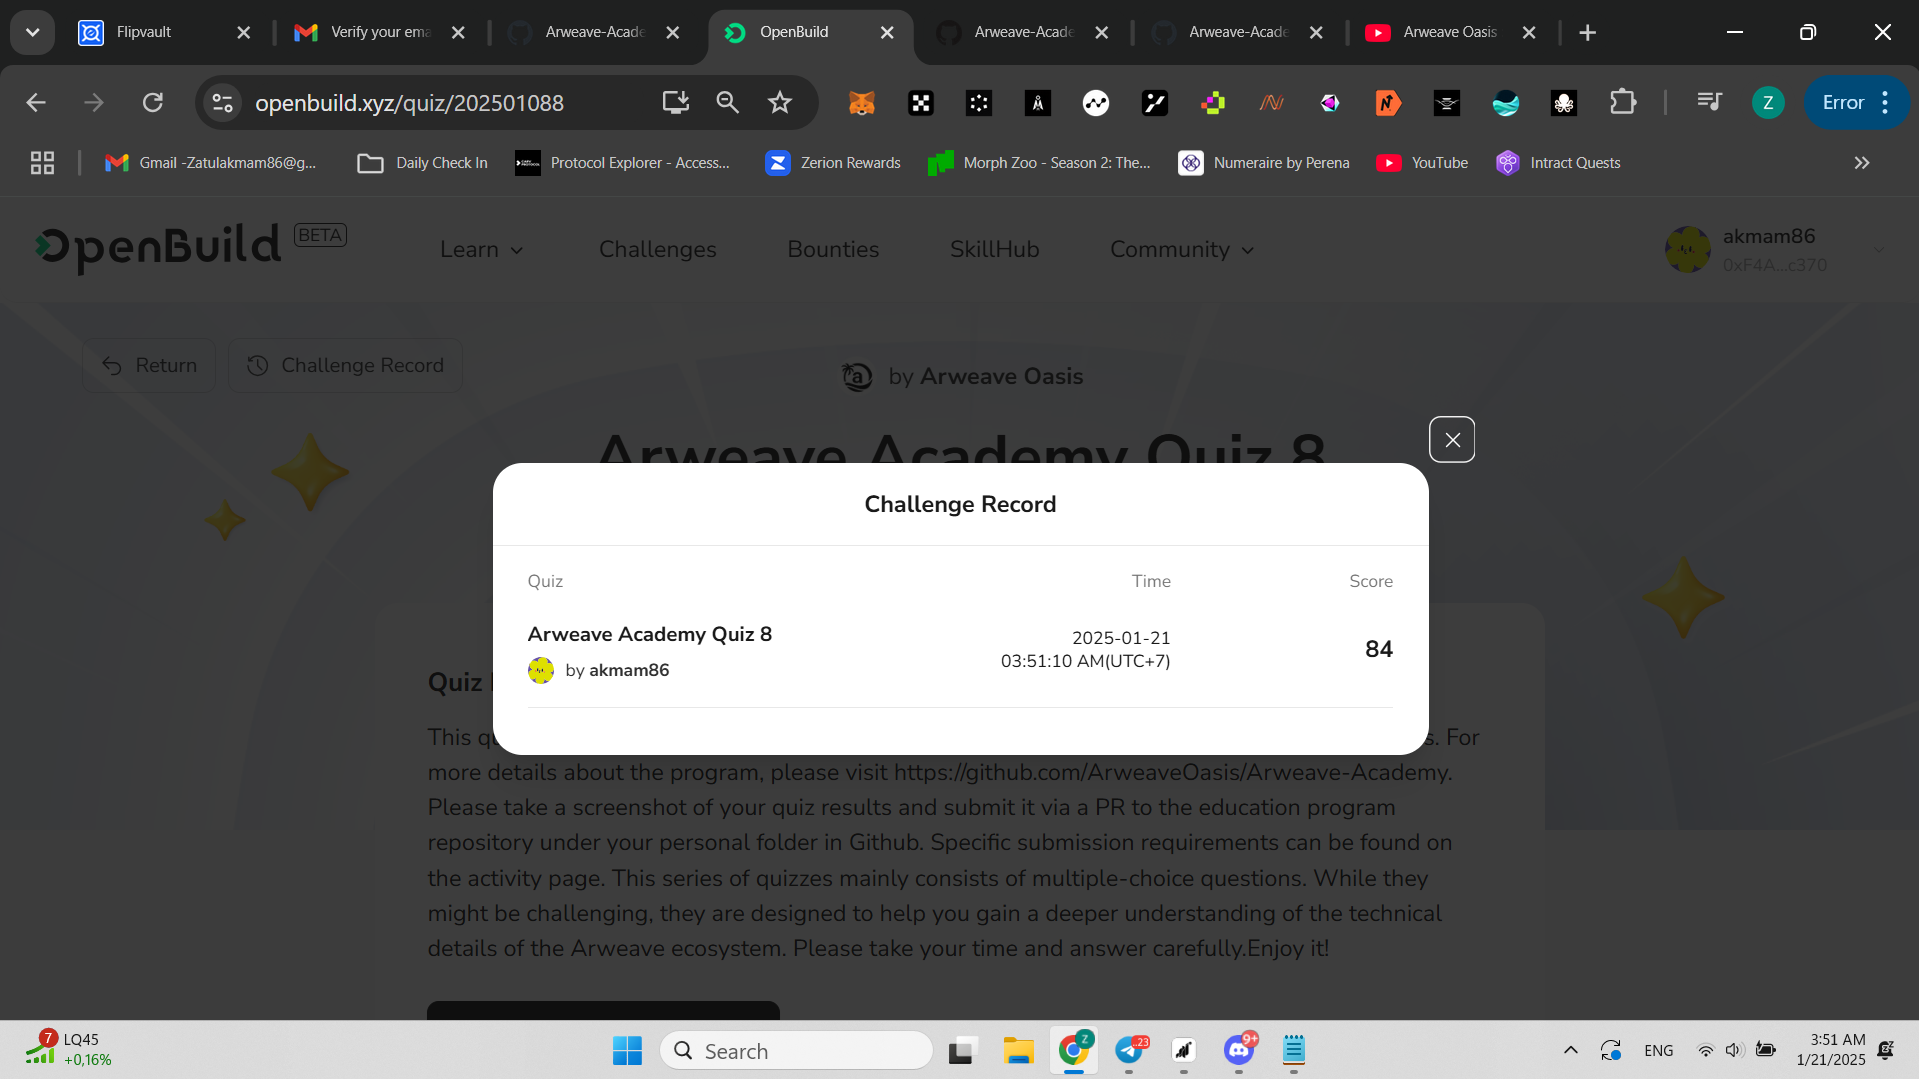 Flipvault
Verify your ema
Arweave-Acade
OpenBuild
Arweave-Acade
Arweave-Acade
Arweave Oasis
openbuild.xyz/quiz/202501088
Z
Error
Gmail -Zatulakmam86@g...
Daily Check In
Protocol Explorer - Access...
Zerion Rewards
Morph Zoo - Season 2: The...
Numeraire by Perena
YouTube
Intract Quests
OpenBuild
BETA
Learn
Challenges
Bounties
SkillHub
Community
akmam86
0xF4A...c370
Return
Challenge Record
by Arweave Oasis
Arweave Academy Quiz 8
Challenge Record
Quiz
Time
Score
Arweave Academy Quiz 8
by akmam86
2025-01-21
03:51:10 AM(UTC+7)
84
Quiz
This
s. For
more details about the program, please visit https://github.com/ArweaveOasis/Arweave-Academy.
Please take a screenshot of your quiz results and submit it via a PR to the education program
repository under your personal folder in Github. Specific submission requirements can be found on
the activity page. This series of quizzes mainly consists of multiple-choice questions. While they
might be challenging, they are designed to help you gain a deeper understanding of the technical
details of the Arweave ecosystem. Please take your time and answer carefully.Enjoy it!
7
LQ45
+0,16%
Search
Z
..23
9+
ENG
3:51 AM
1/21/2025